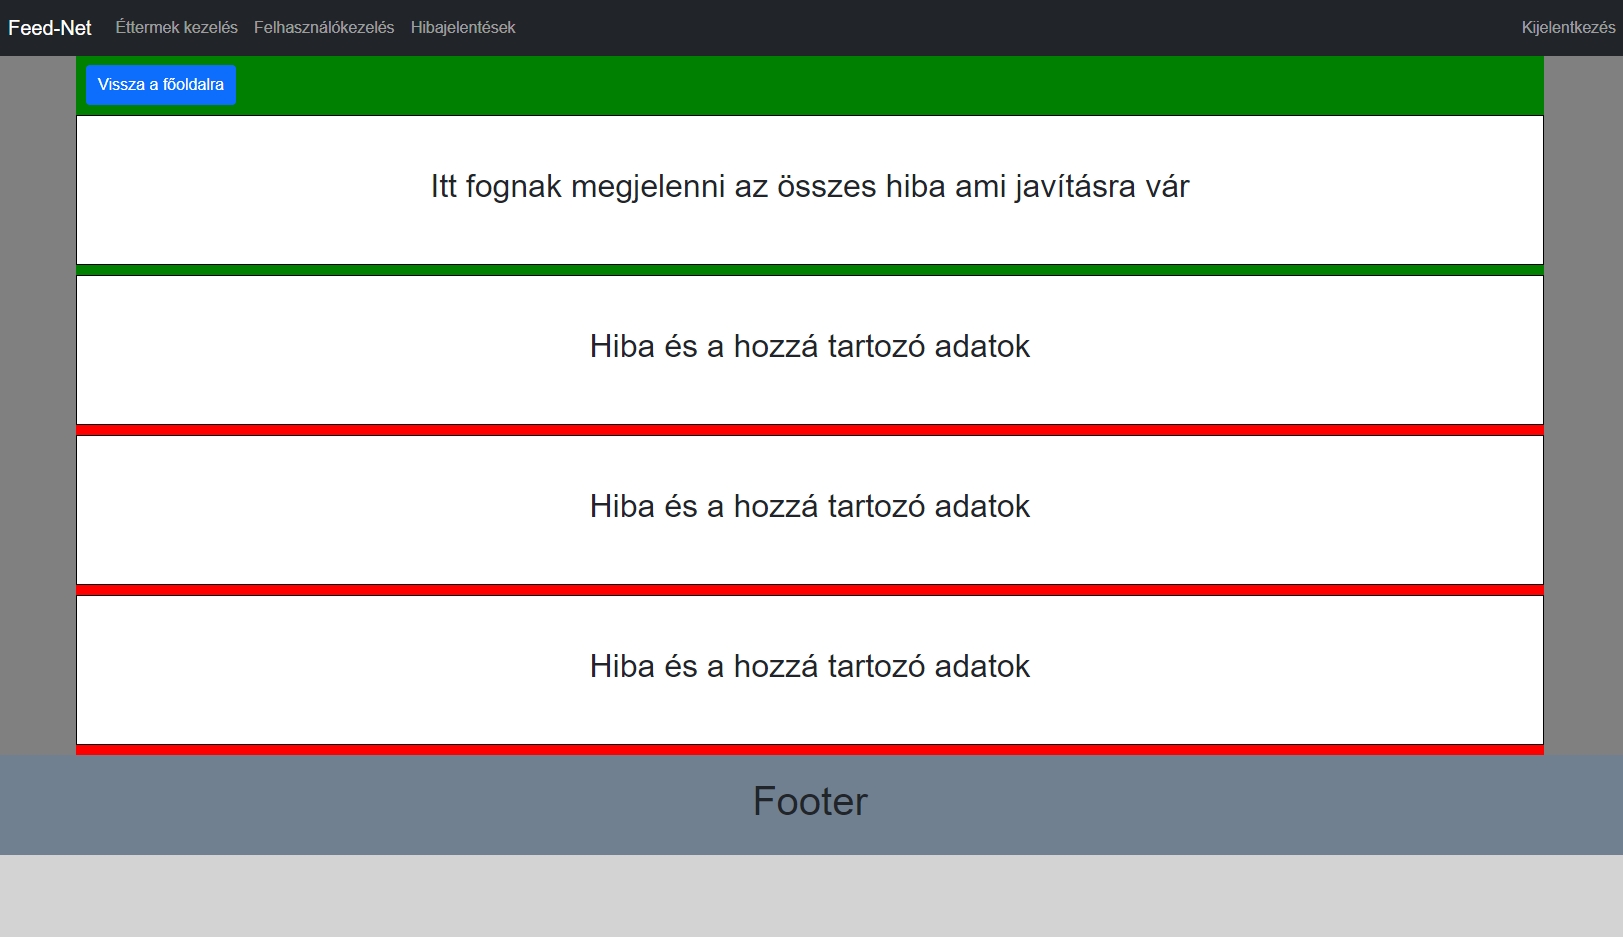 Feed-Net Éttermek kezelés Felhasználókezelés Hibajelentések Kijelentkezés
Vissza a főoldalra
Itt fognak megjelenni az összes hiba ami javításra vár
Hiba és a hozzá tartozó adatok
Hiba és a hozzá tartozó adatok
Hiba és a hozzá tartozó adatok
Footer